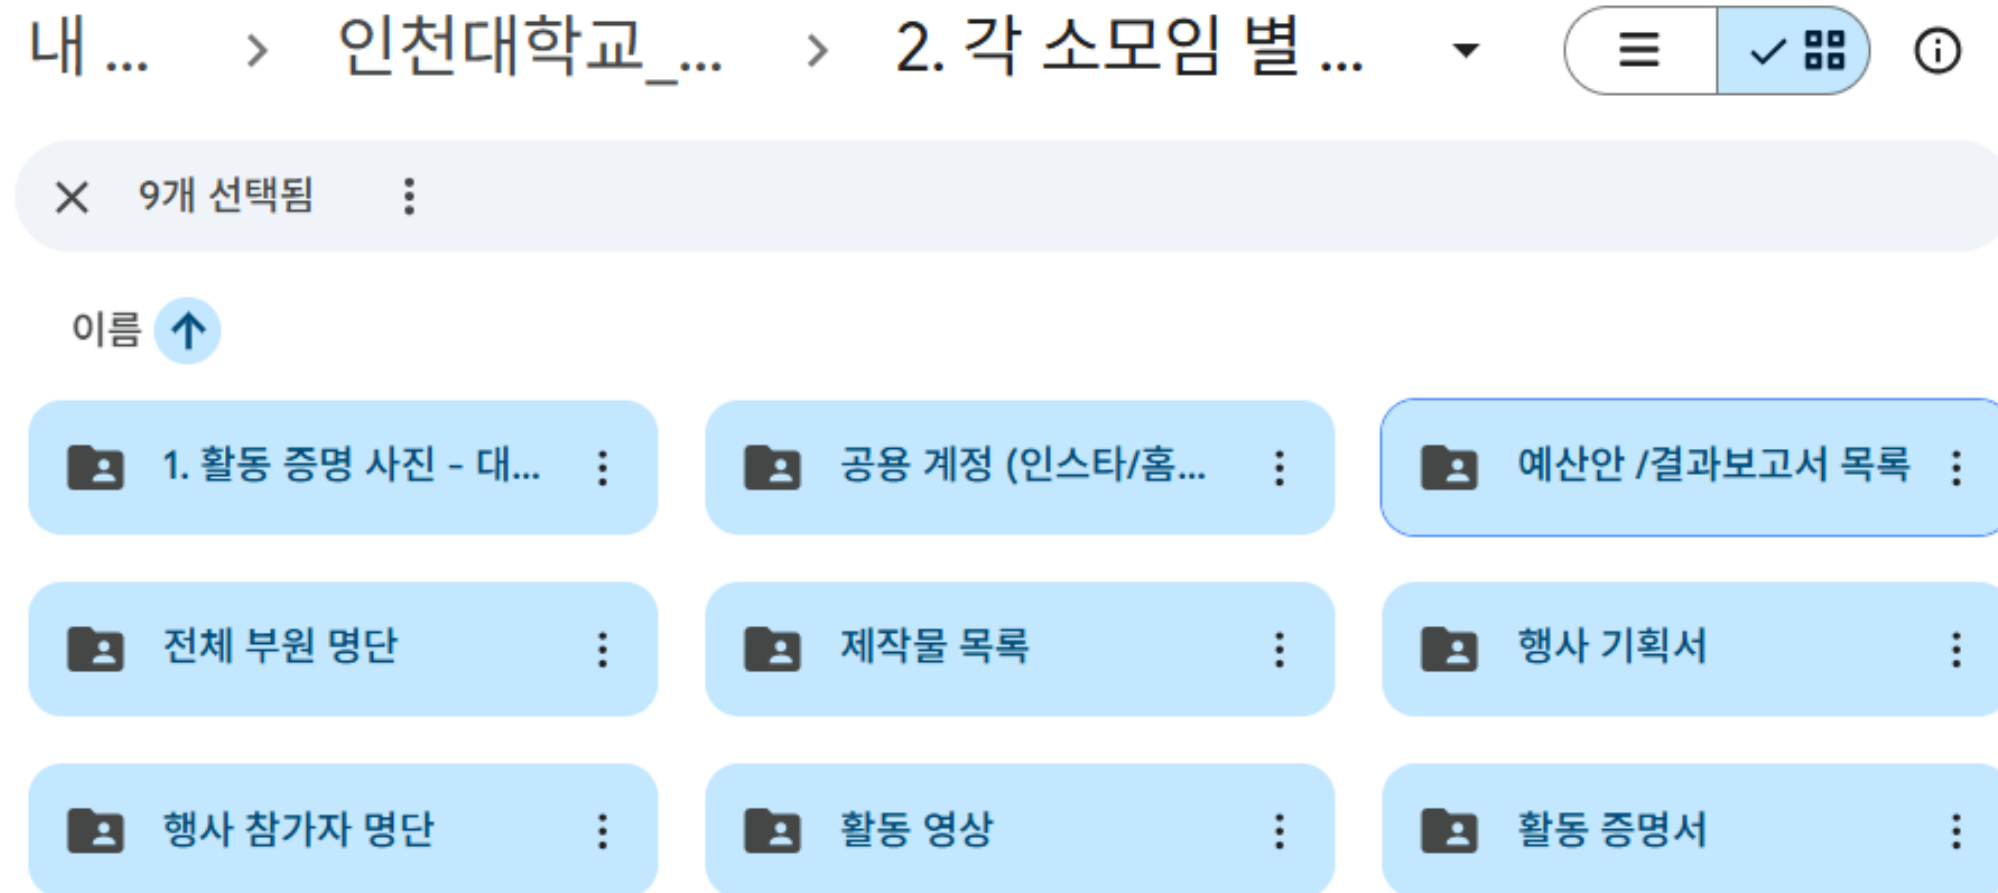 내 ... > 인천대학교_... > 2. 각 소모임 별 ...
9개 선택됨
이름
1. 활동 증명 사진 - 대...
공용 계정 (인스타/홈...
예산안 /결과보고서 목록
전체 부원 명단
제작물 목록
행사 기획서
행사 참가자 명단
활동 영상
활동 증명서